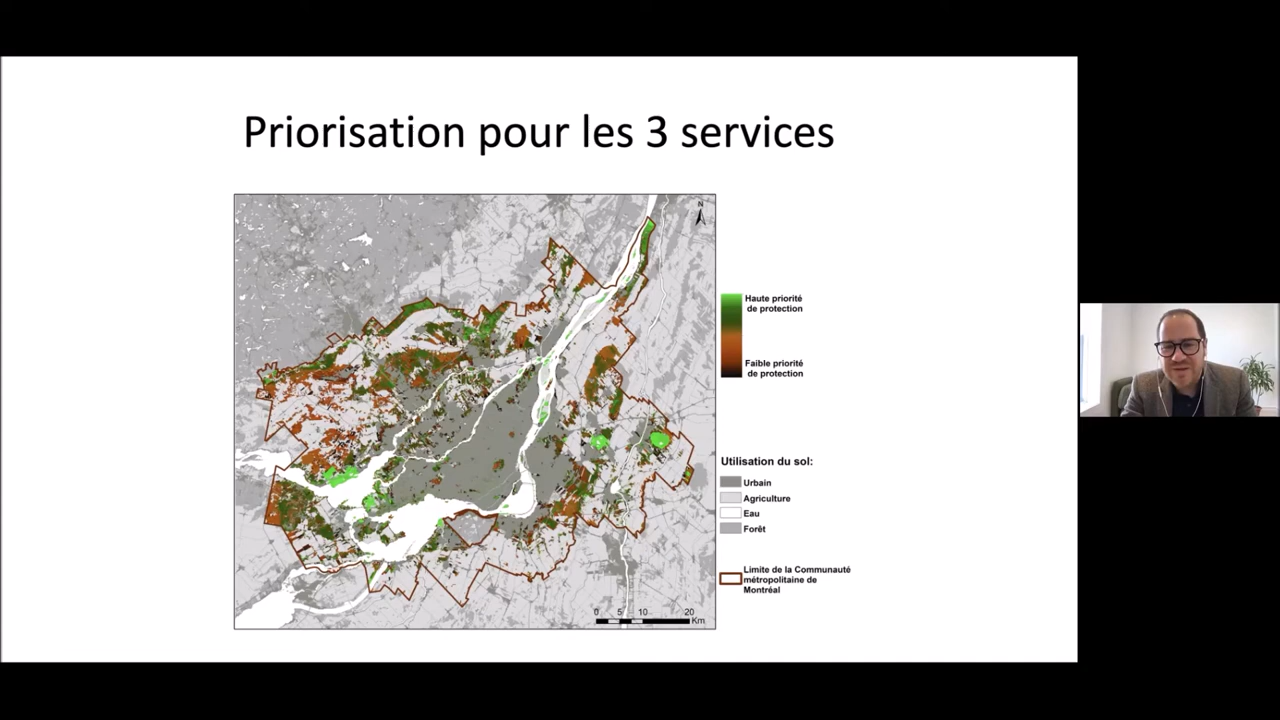 Priorisation pour les 3 services
N
Haute priorité
de protection
Faible priorité
de protection
Utilisation du sol:
Urbain
Agriculture
Eau
Forêt
Limite de la Communauté
métropolitaine de
Montréal
0 5 10 20
Km